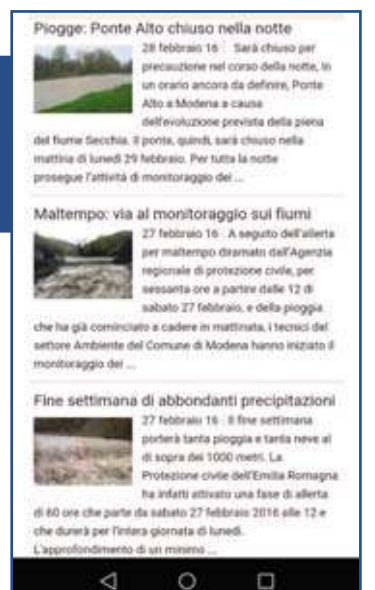 Piogge: Ponte Alto chiuso nella notte
28 febbraio 16 Sarà chiuso per
precauzione nel corso della notte, in
un orario ancora da definire, Ponte
Alto a Modena a causa
dell'evoluzione prevista della piena
del fiume Secchia. Il ponte, quindi, sarà chiuso nella
mattina di lunedì 29 febbraio. Per tutta la notte
prosegue l'attività di monitoraggio dei ...
Maltempo: via al monitoraggio sui fiumi
27 febbraio 16 A seguito dell'allerta
per maltempo diramato dall'Agenzia
regionale di protezione civile, per
sessanta ore a partire dalle 12 di
sabato 27 febbraio, e della pioggia
che ha già cominciato a cadere in mattinata, i tecnici del
settore Ambiente del Comune di Modena hanno iniziato il
monitoraggio dei ...
Fine settimana di abbondanti precipitazioni
27 febbraio 16 Il fine settimana
porterà tanta pioggia e tanta neve al
di sopra dei 1000 metri. La
Protezione civile dell'Emilia Romagna
ha infatti attivato una fase di allerta
di 60 ore che parte da sabato 27 febbraio 2016 alle 12 e
che durerà per l'intera giornata di lunedì.
L'approfondimento di un minimo ...